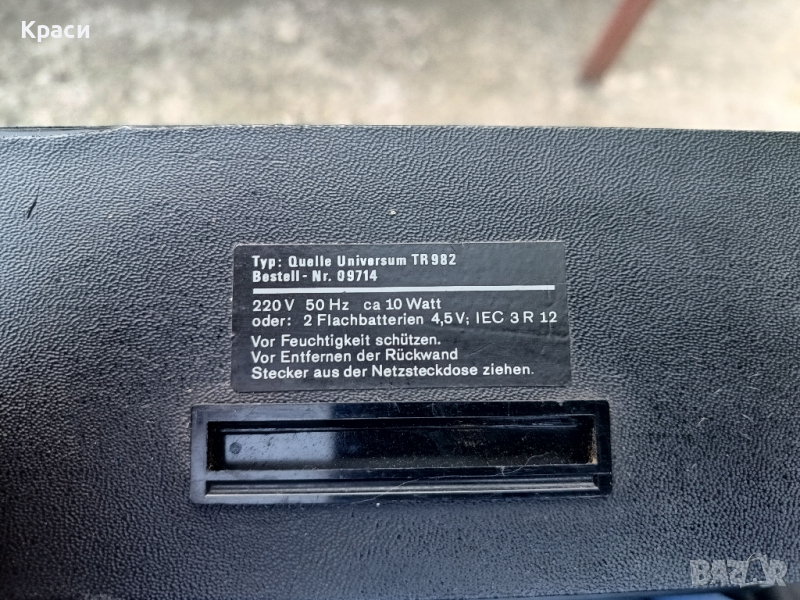 Краси
Typ: Quelle Universum TR 982
Bestell - Nr. 09714
220 V 50 Hz ca 10 Watt
oder: 2 Flachbatterien 4,5 V; IEC 3 R 12
Vor Feuchtigkeit schützen.
Vor Entfernen der Rückwand
Stecker aus der Netzsteckdose ziehen.
BAZAR